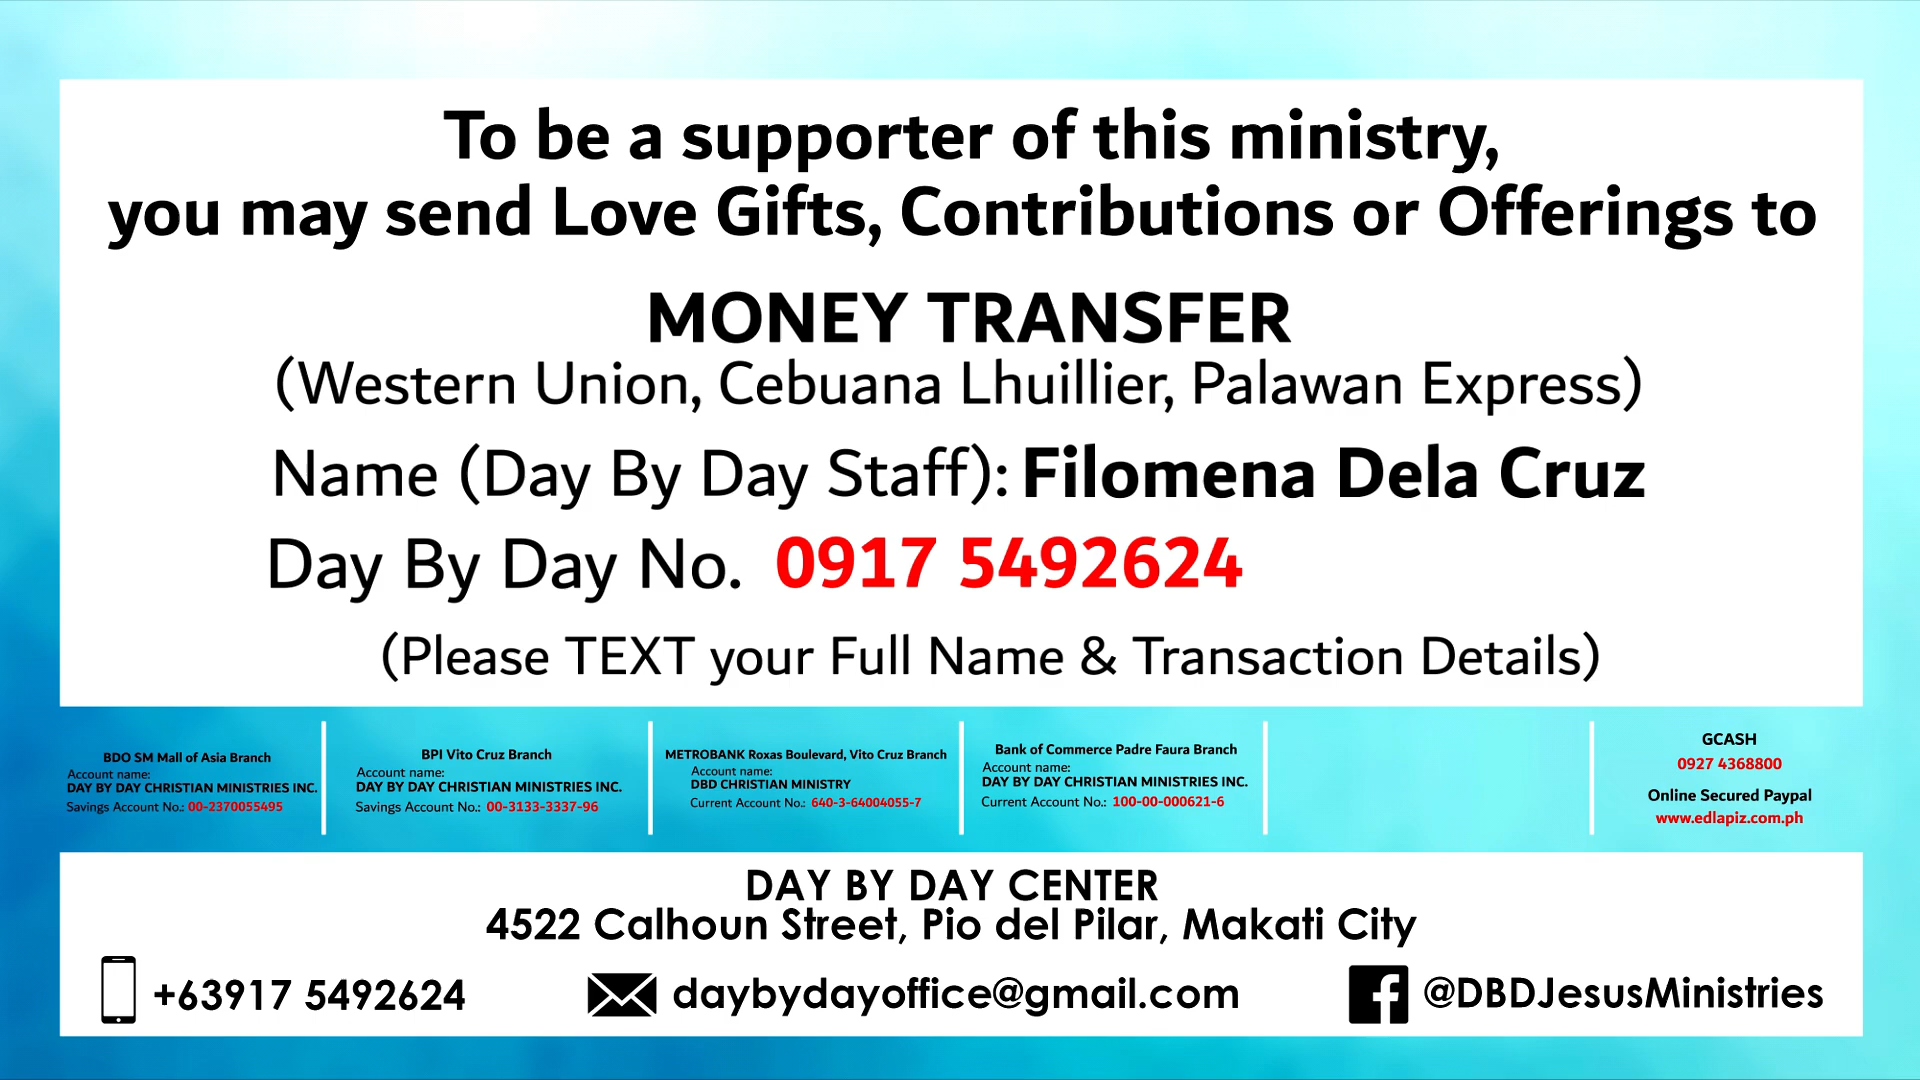 To be a supporter of this ministry,
you may send Love Gifts, Contributions or Offerings to
MONEY TRANSFER
(Western Union, Cebuana Lhuillier, Palawan Express)
Name (Day By Day Staff): Filomena Dela Cruz
Day By Day No. 0917 5492624
(Please TEXT your Full Name & Transaction Details)
BDO SM Mall of Asia Branch
Account name:
DAY BY DAY CHRISTIAN MINISTRIES INC.
Savings Account No.: 00-2370055495
BPI Vito Cruz Branch
Account name:
DAY BY DAY CHRISTIAN MINISTRIES INC.
Savings Account No.: 00-3133-3337-96
METROBANK Roxas Boulevard, Vito Cruz Branch
Account name:
DBD CHRISTIAN MINISTRY
Current Account No.: 640-3-64004055-7
Bank of Commerce Padre Faura Branch
Account name:
DAY BY DAY CHRISTIAN MINISTRIES INC.
Current Account No.: 100-00-000621-6
GCASH
0927 4368800
Online Secured Paypal
www.edlapiz.com.ph
DAY BY DAY CENTER
4522 Calhoun Street, Pio del Pilar, Makati City
+63917 5492624
daybydayoffice@gmail.com
@DBDJesusMinistries